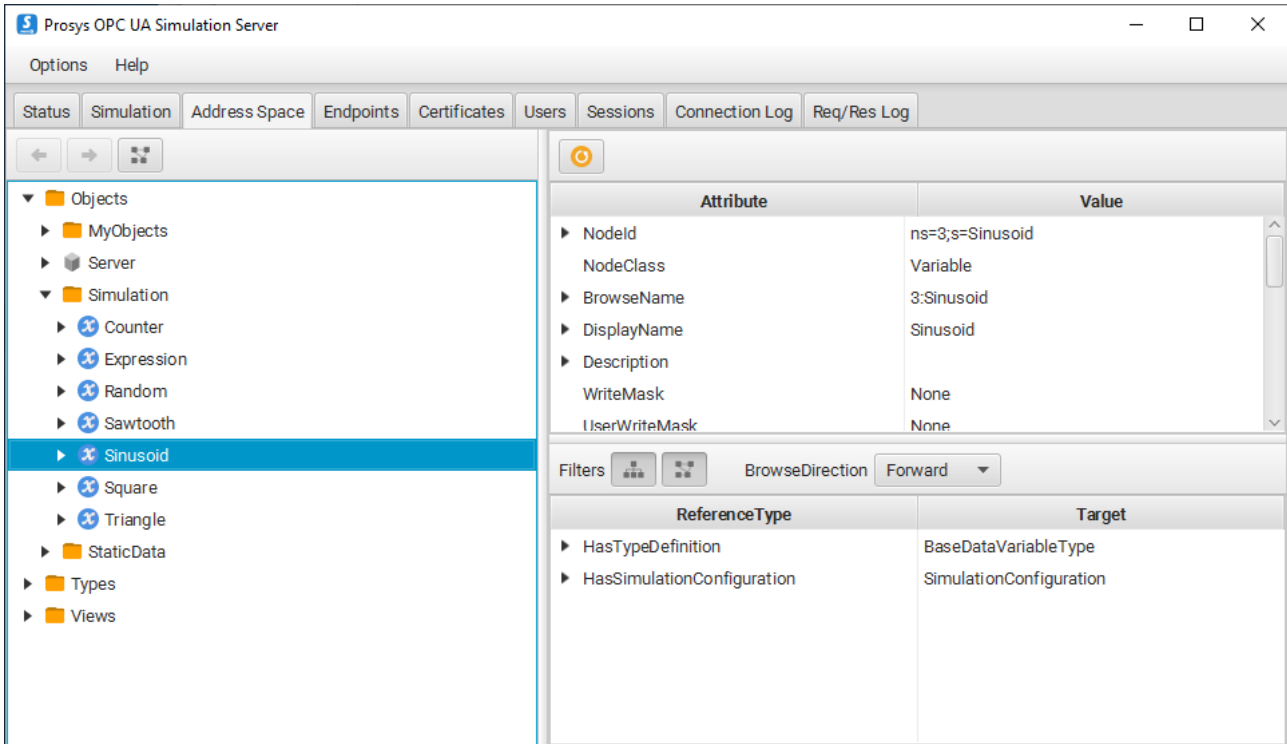 Prosys OPC UA Simulation Server
Options Help
Status Simulation Address Space Endpoints Certificates Users Sessions Connection Log Req/Res Log
Objects
MyObjects
Server
Simulation
Counter
Expression
Random
Sawtooth
Sinusoid
Square
Triangle
StaticData
Types
Views
Attribute Value
NodeId ns=3;s=Sinusoid
NodeClass Variable
BrowseName 3:Sinusoid
DisplayName Sinusoid
Description
WriteMask None
UserWriteMask None
Filters BrowseDirection Forward
ReferenceType Target
HasTypeDefinition BaseDataVariableType
HasSimulationConfiguration SimulationConfiguration